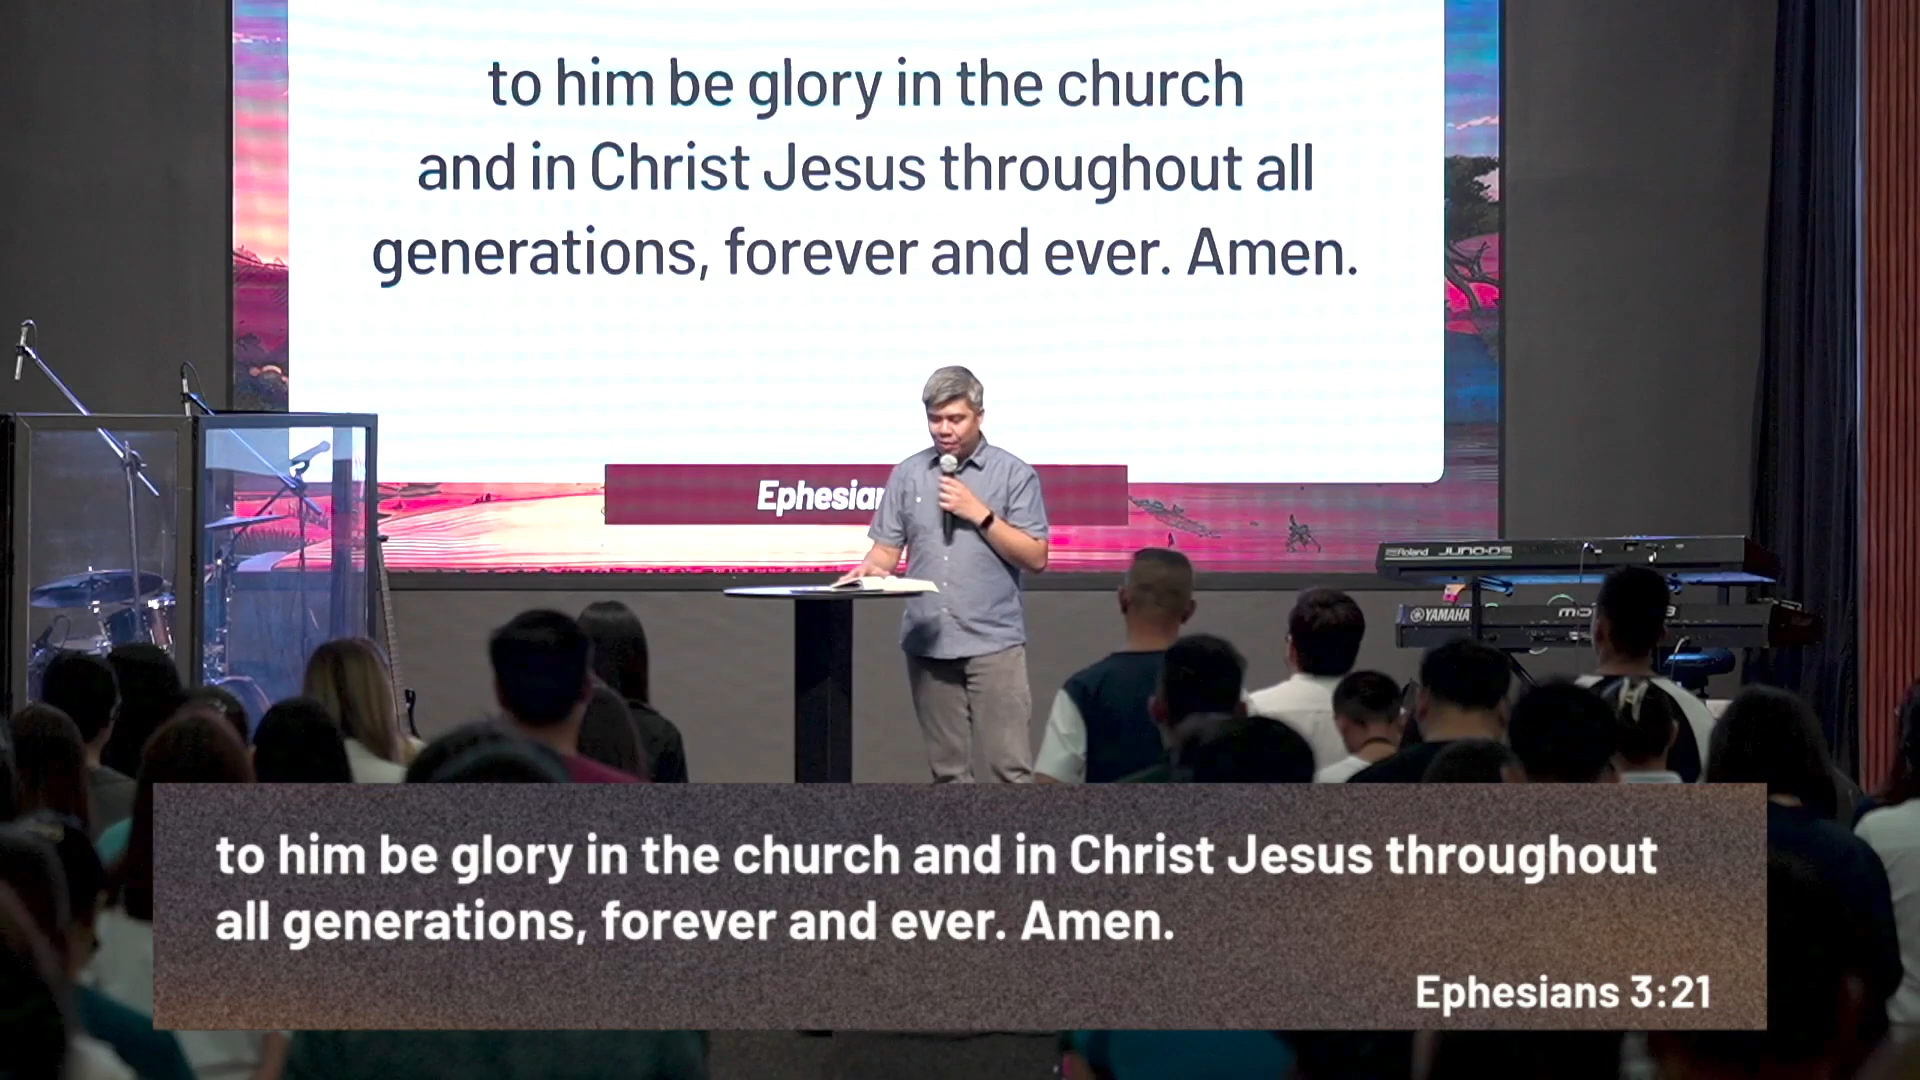 to him be glory in the church
and in Christ Jesus throughout all
generations, forever and ever. Amen.
Roland JUNO-DS
YAMAHA
to him be glory in the church and in Christ Jesus throughout
all generations, forever and ever. Amen.
Ephesians 3:21